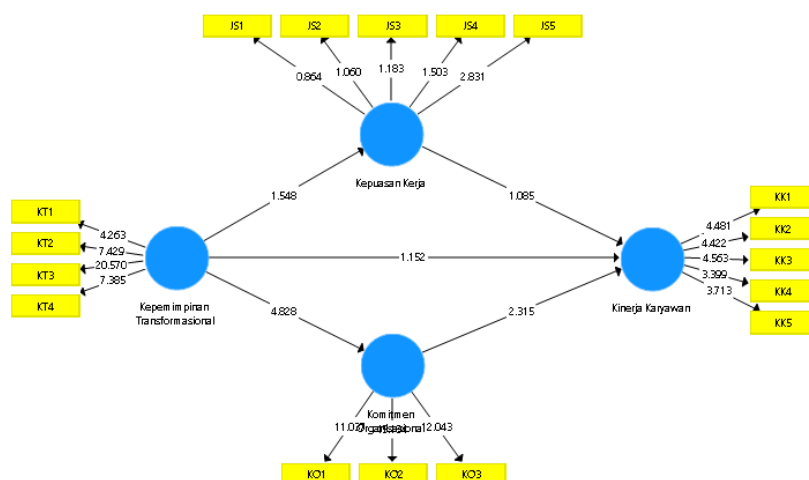 JS1
JS2
JS3
JS4
JS5
0.864
1.060
1.183
1.503
2.831
Kepuasan Kerja
1.548
1.085
KT1
KT2
KT3
KT4
4.263
7.429
20.570
7.385
Kepemimpinan
Transformasional
1.152
KK1
KK2
KK3
KK4
KK5
4.481
4.422
4.563
3.399
3.713
Kinerja Karyawan
4.828
2.315
Komitmen
Organisasional
12.043
KO1
KO2
KO3